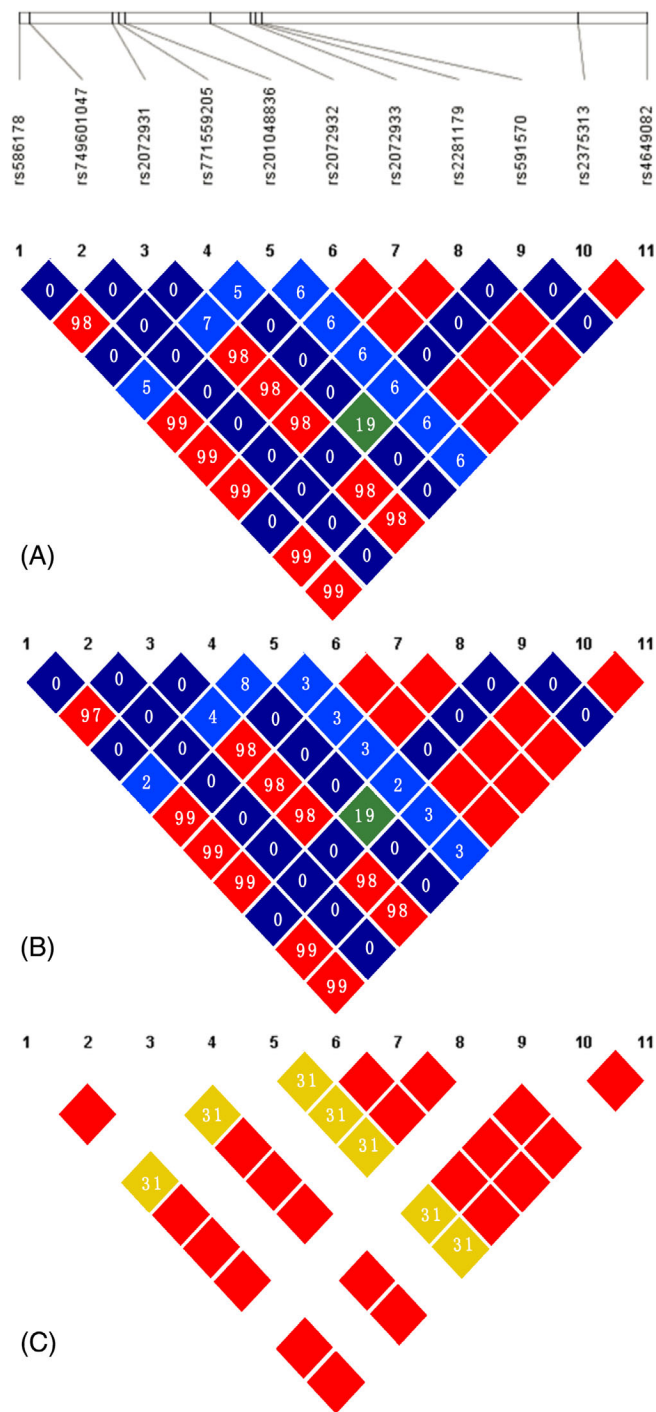 rs586178
rs749601047
rs2072931
rs771559205
rs201048836
rs2072932
rs2072933
rs2281179
rs591570
rs2375313
rs4649082
1 2 3 4 5 6 7 8 9 10 11
0 0 0 5 6 0 0
98 0 7 0 6 0 0
0 0 98 0 6 0
5 0 98 0 6
99 0 98 19 6
99 0 0 0 6
99 0 98 0
0 0 98
(A) 99 0
99
1 2 3 4 5 6 7 8 9 10 11
0 0 0 8 3 0 0
97 0 4 0 3 0 0
0 0 98 0 3 0
2 0 98 0 2
99 0 98 19 3
99 0 0 0 3
99 0 98 0
0 0 98
(B) 99 0
99
1 2 3 4 5 6 7 8 9 10 11
31
31 31
31
31
31
31
(C)